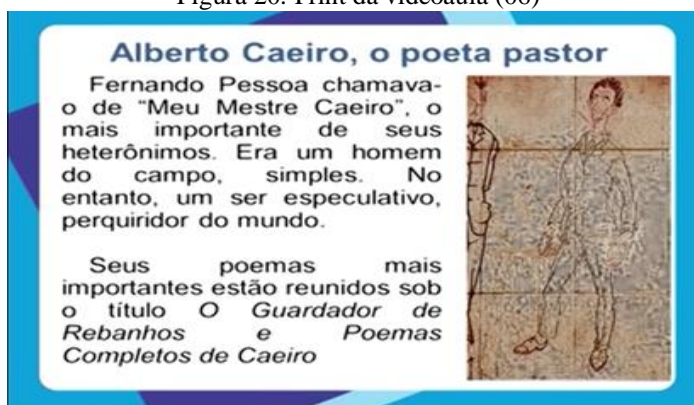 Figura 20: Print da videoaula (06)
Alberto Caeiro, o poeta pastor
Fernando Pessoa chamava-
o de “Meu Mestre Caeiro”, o
mais importante de seus
heterônimos. Era um homem
do campo, simples. No
entanto, um ser especulativo,
perquiridor do mundo.
Seus poemas mais
importantes estão reunidos sob
o título O Guardador de
Rebanhos e Poemas
Completos de Caeiro